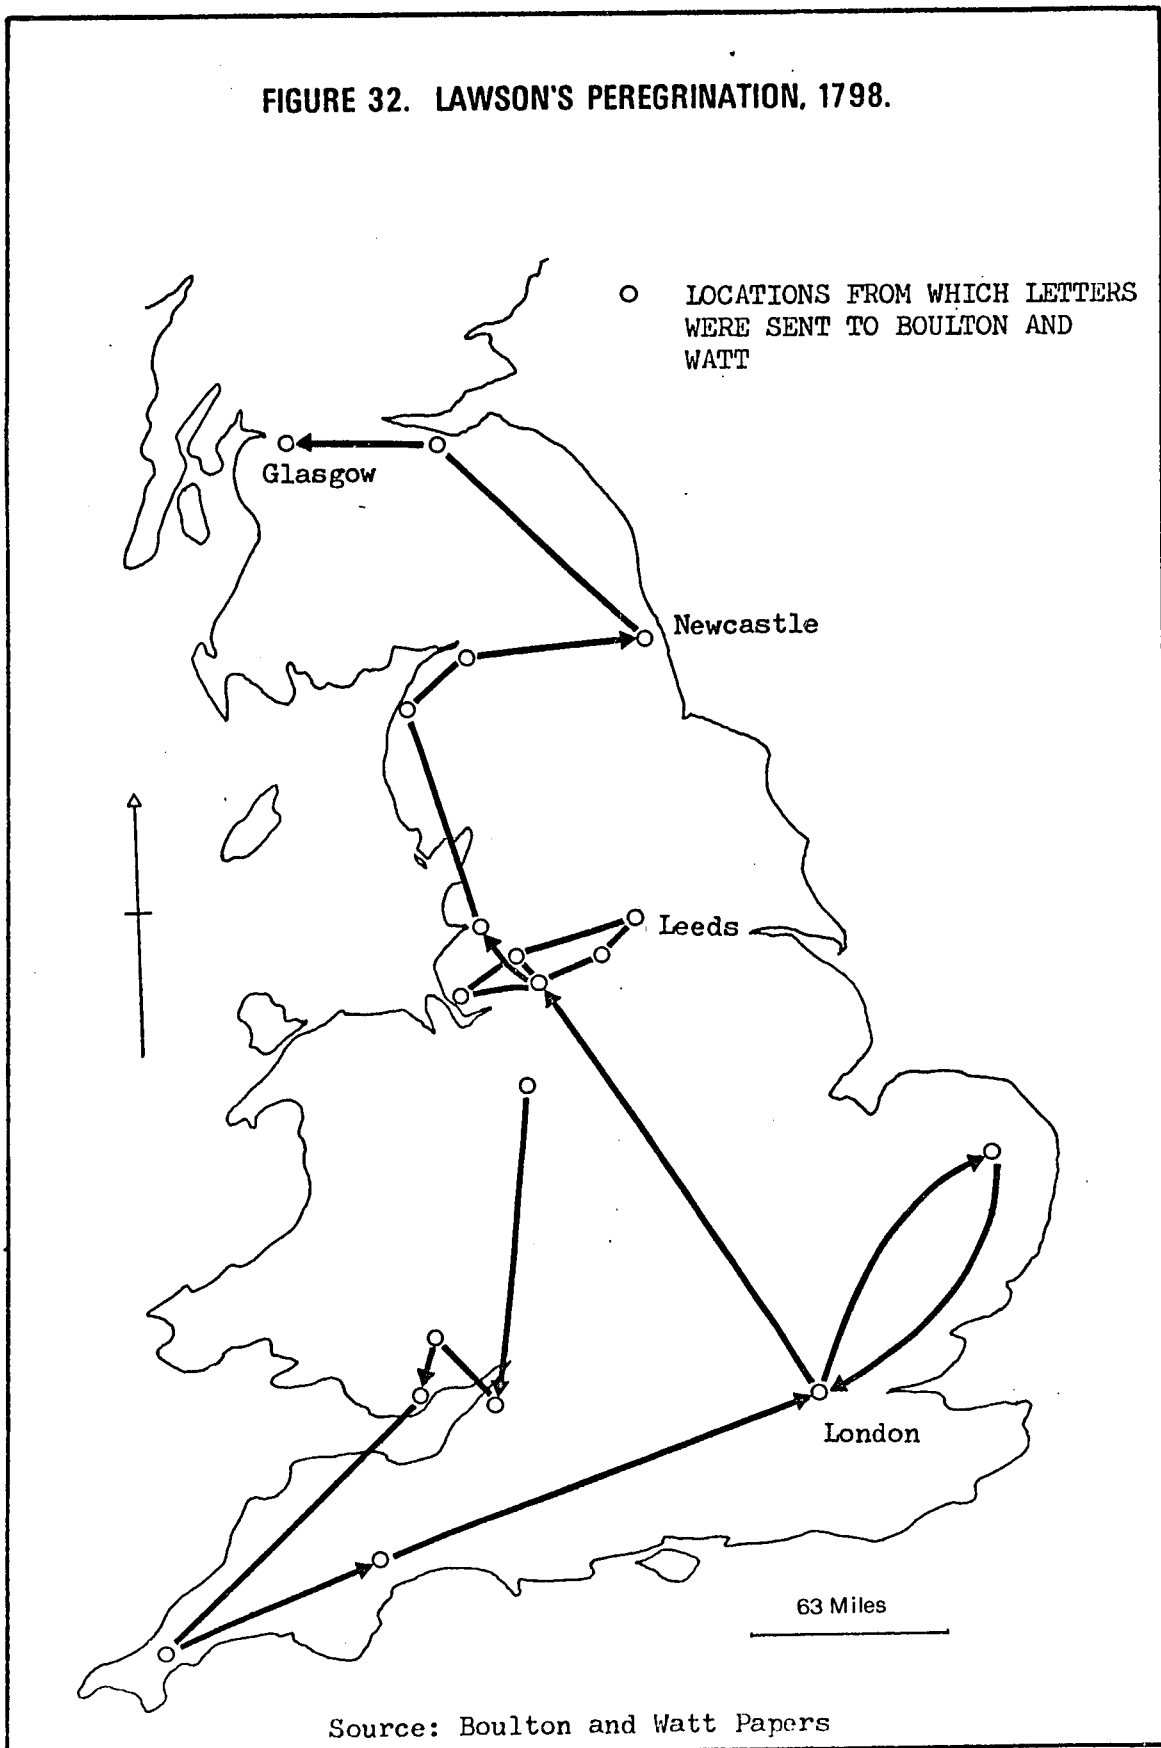 FIGURE 32. LAWSON'S PEREGRINATION, 1798.
LOCATIONS FROM WHICH LETTERS
WERE SENT TO BOULTON AND
WATT
Glasgow
Newcastle
Leeds
London
63 Miles
Source: Boulton and Watt Papers